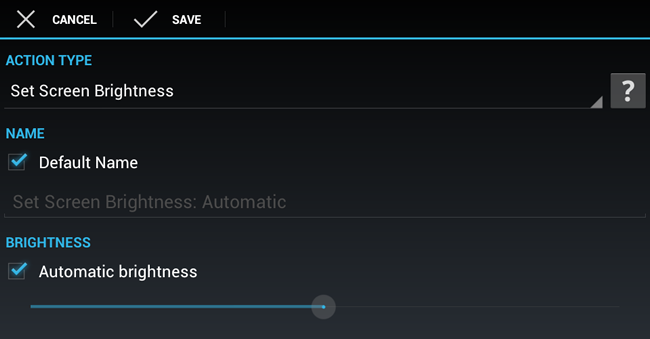 CANCEL SAVE
ACTION TYPE
Set Screen Brightness ?
NAME
Default Name
Set Screen Brightness: Automatic
BRIGHTNESS
Automatic brightness